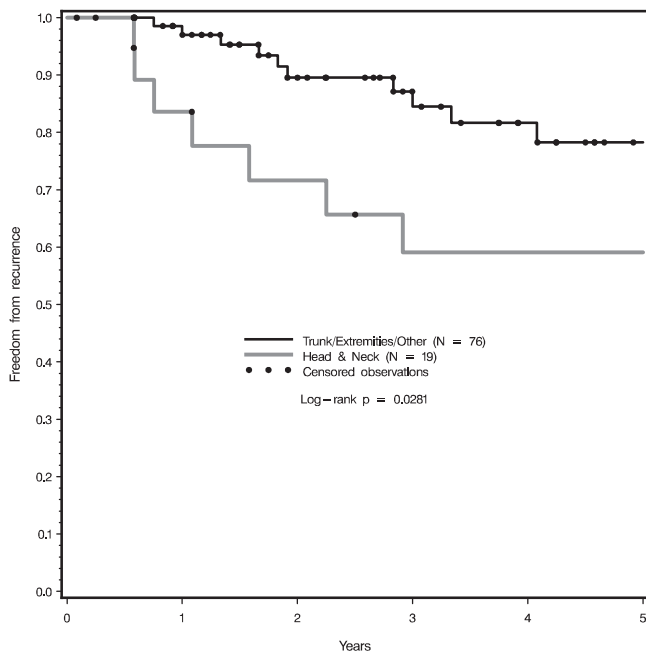 1.0
0.9
0.8
0.7
0.6
0.5
0.4
0.3
0.2
0.1
0.0
Freedom from recurrence
Trunk/Extremities/Other (N = 76)
Head & Neck (N = 19)
Censored observations
Log-rank p = 0.0281
0 1 2 3 4 5
Years